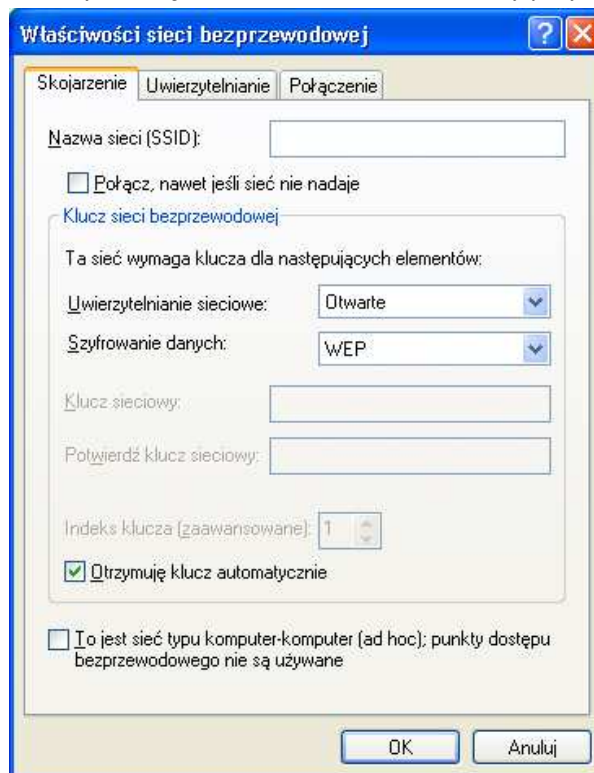 Właściwości sieci bezprzewodowej
Skojarzenie Uwierzytelnianie Połączenie
Nazwa sieci (SSID):
Połącz, nawet jeśli sieć nie nadaje
Klucz sieci bezprzewodowej
Ta sieć wymaga klucza dla następujących elementów:
Uwierzytelnianie sieciowe: Otwarte
Szyfrowanie danych: WEP
Klucz sieciowy:
Potwierdź klucz sieciowy:
Indeks klucza (zaawansowane): 1
Otrzymuję klucz automatycznie
To jest sieć typu komputer-komputer (ad hoc); punkty dostępu
bezprzewodowego nie są używane
OK Anuluj